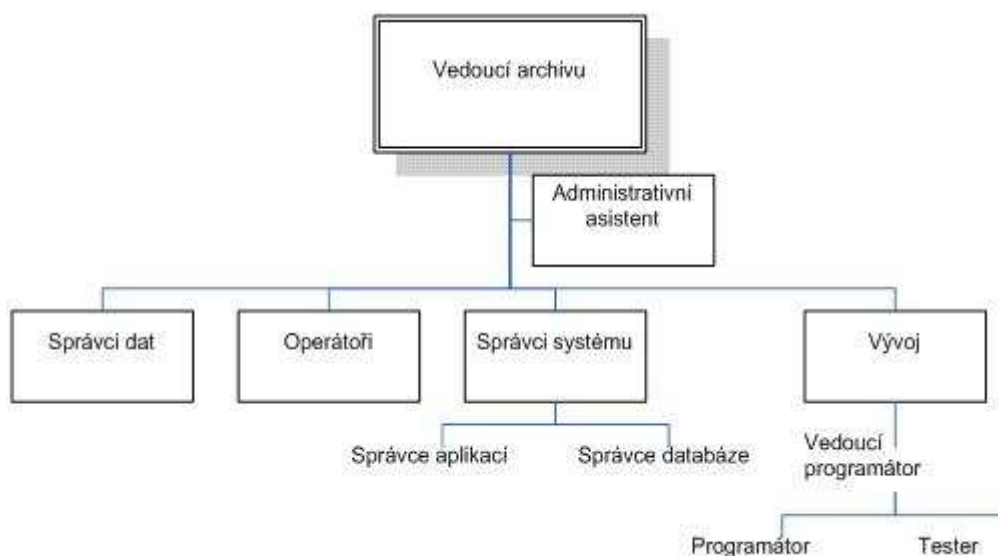 Vedoucí archivu
Administrativní
asistent
Správci dat
Operátoři
Správci systému
Vývoj
Správce aplikací
Správce databáze
Vedoucí
programátor
Programátor
Tester